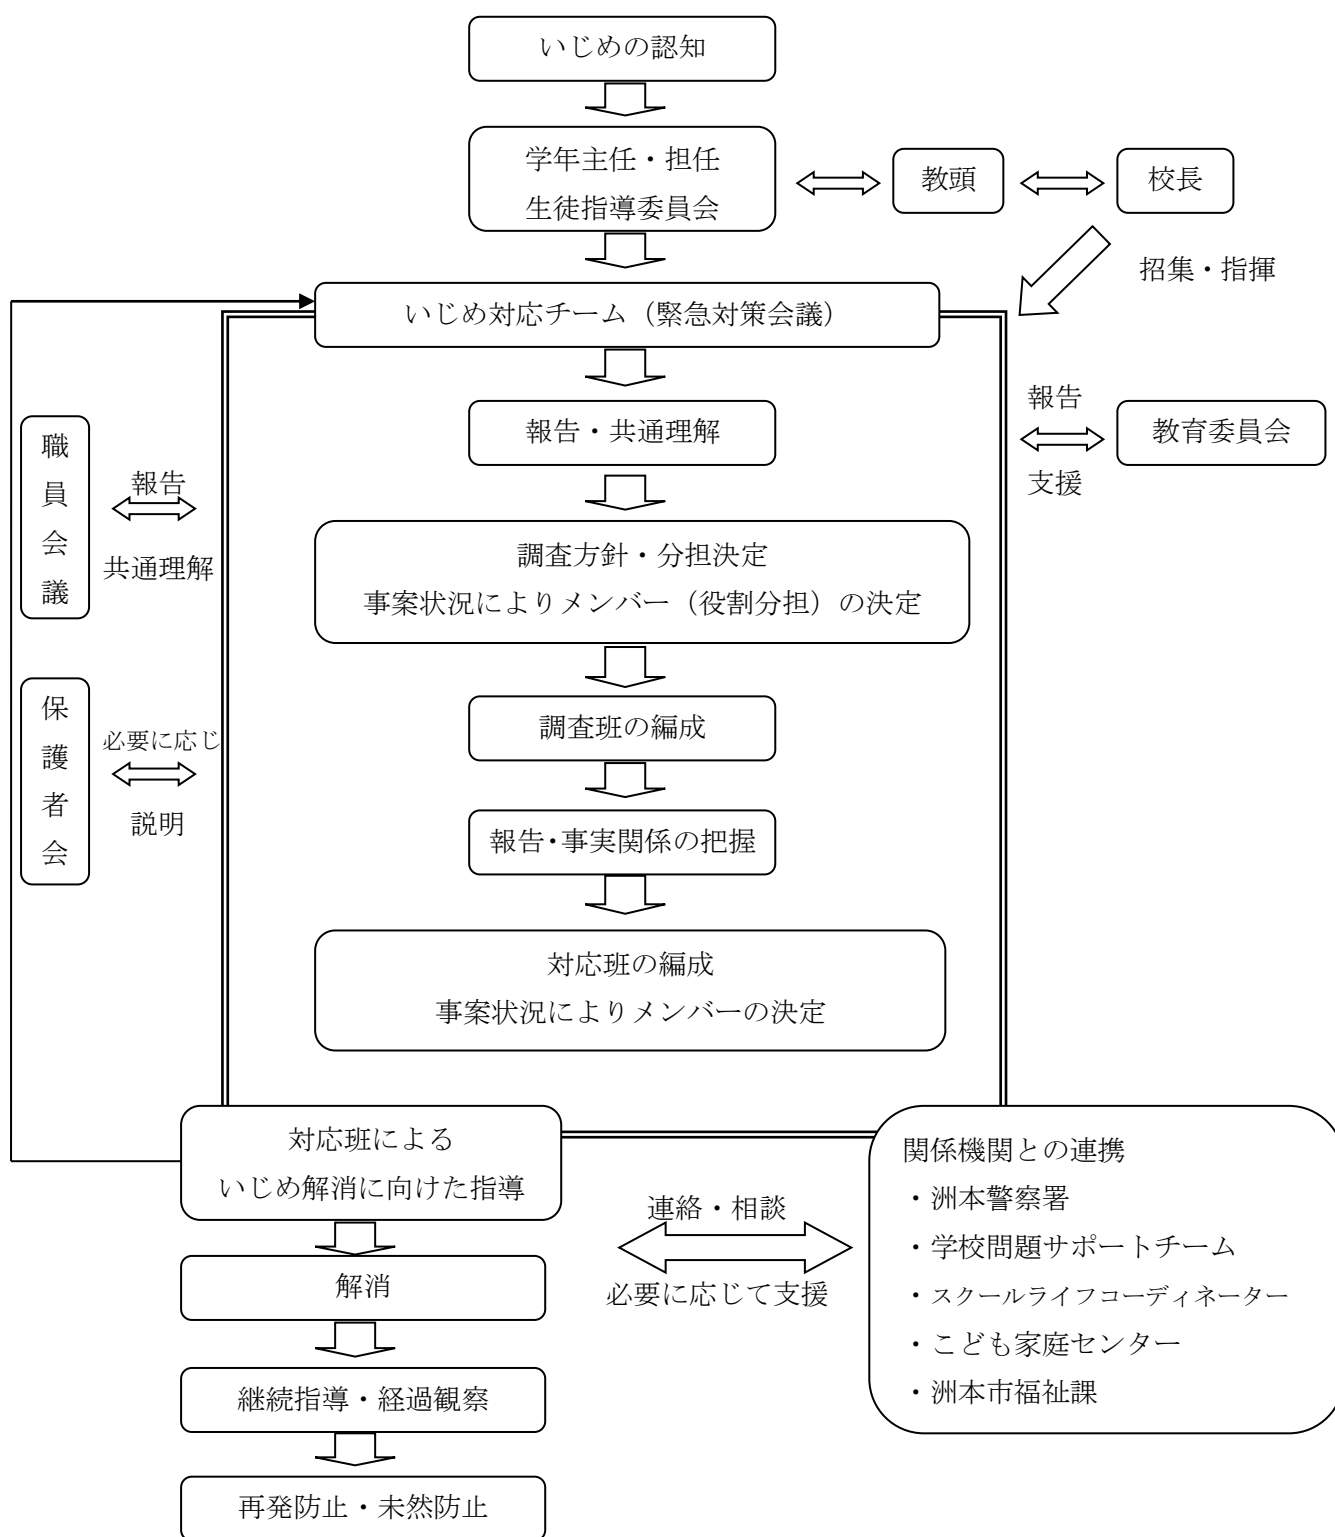 いじめの認知
学年主任・担任
生徒指導委員会
教頭
校長
招集・指揮
いじめ対応チーム（緊急対策会議）
報告・共通理解
報告
支援
教育委員会
職員会議
報告
共通理解
調査方針・分担決定
事案状況によりメンバー（役割分担）の決定
保護者会
必要に応じ
説明
調査班の編成
報告・事実関係の把握
対応班の編成
事案状況によりメンバーの決定
対応班による
いじめ解消に向けた指導
連絡・相談
必要に応じて支援
関係機関との連携
・洲本警察署
・学校問題サポートチーム
・スクールライフコーディネーター
・こども家庭センター
・洲本市福祉課
解消
継続指導・経過観察
再発防止・未然防止